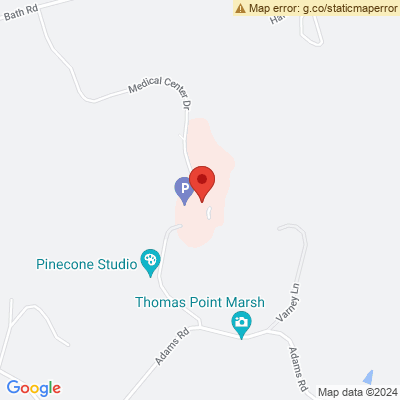 Map error: g.co/staticmaperror
Bath Rd
Ha
Medical Center Dr
P
Pinecone Studio
Thomas Point Marsh
Varney Ln
Adams Rd
Adams Rd
Google
Map data ©2024